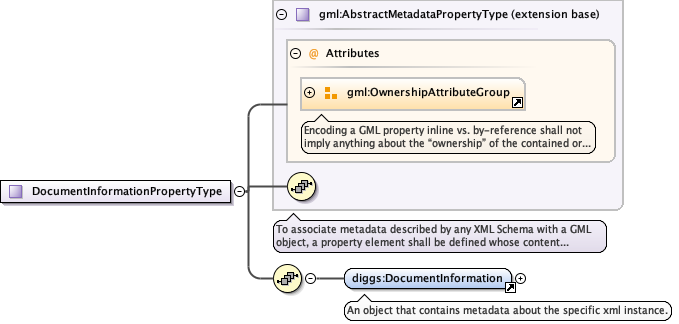 gml:AbstractMetadataPropertyType (extension base)
@ Attributes
gml:OwnershipAttributeGroup
Encoding a GML property inline vs. by-reference shall not
imply anything about the “ownership” of the contained or...
DocumentInformationPropertyType
To associate metadata described by any XML Schema with a GML
object, a property element shall be defined whose content...
diggs:DocumentInformation
An object that contains metadata about the specific xml instance.